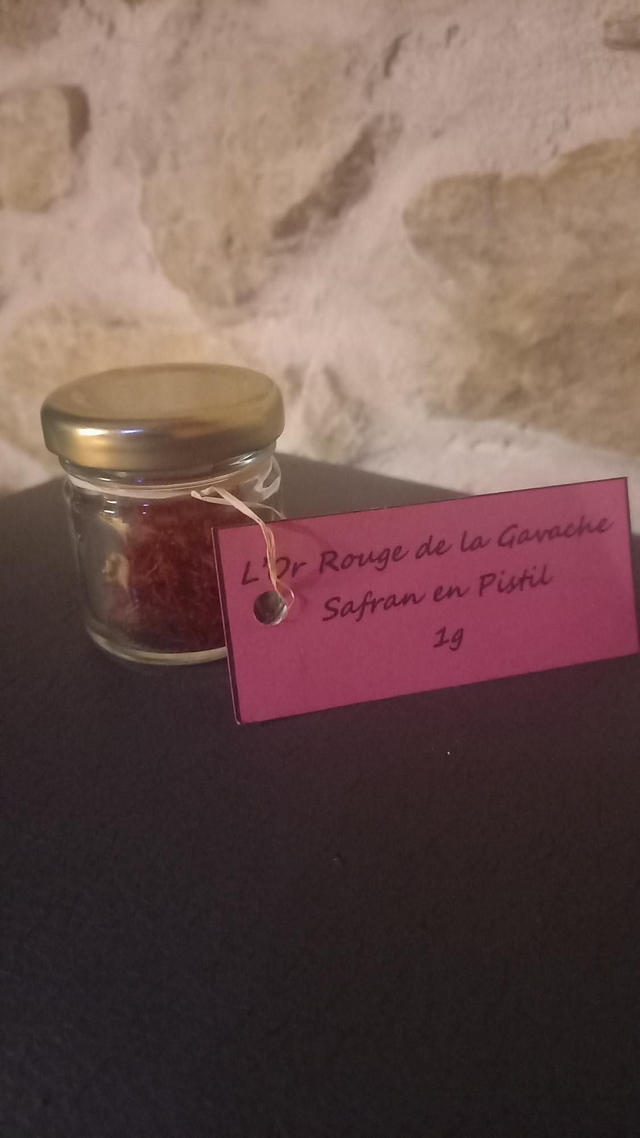 L'Or Rouge de la Gavache
Safran en Pistil
1g